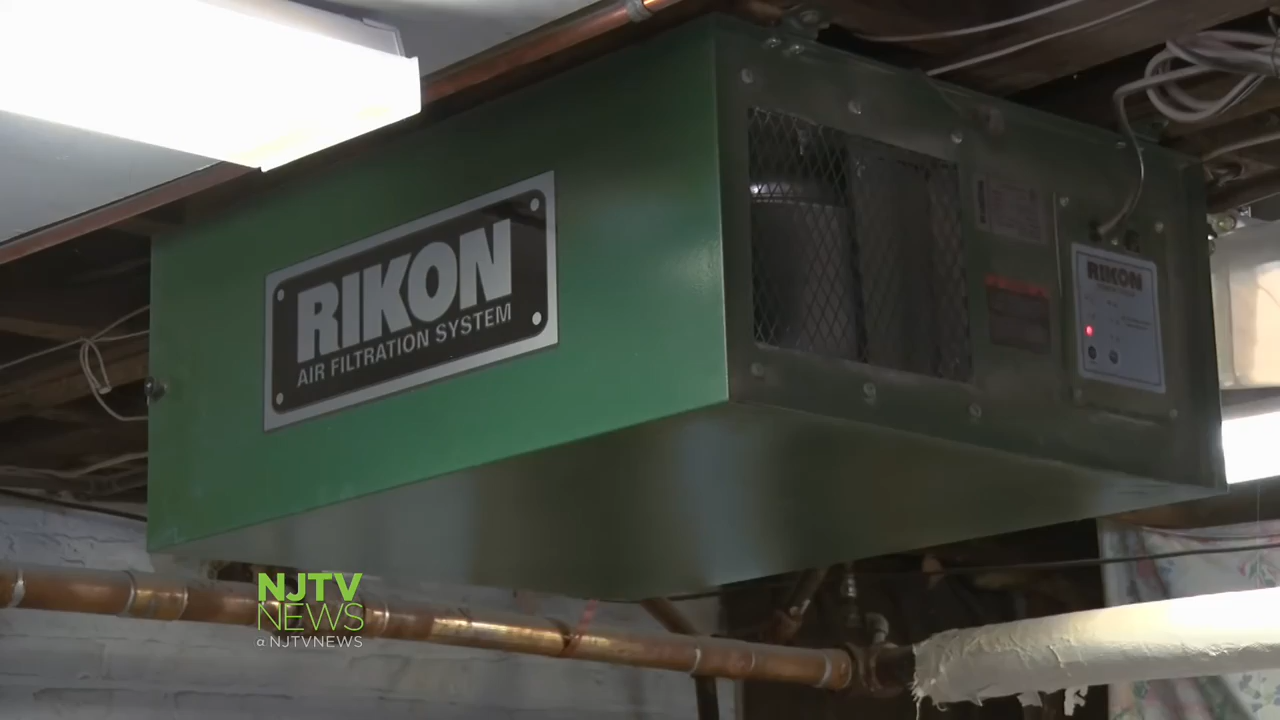 RIKON
AIR FILTRATION SYSTEM
RIKON
NJTV
NEWS
@ NJTVNEWS